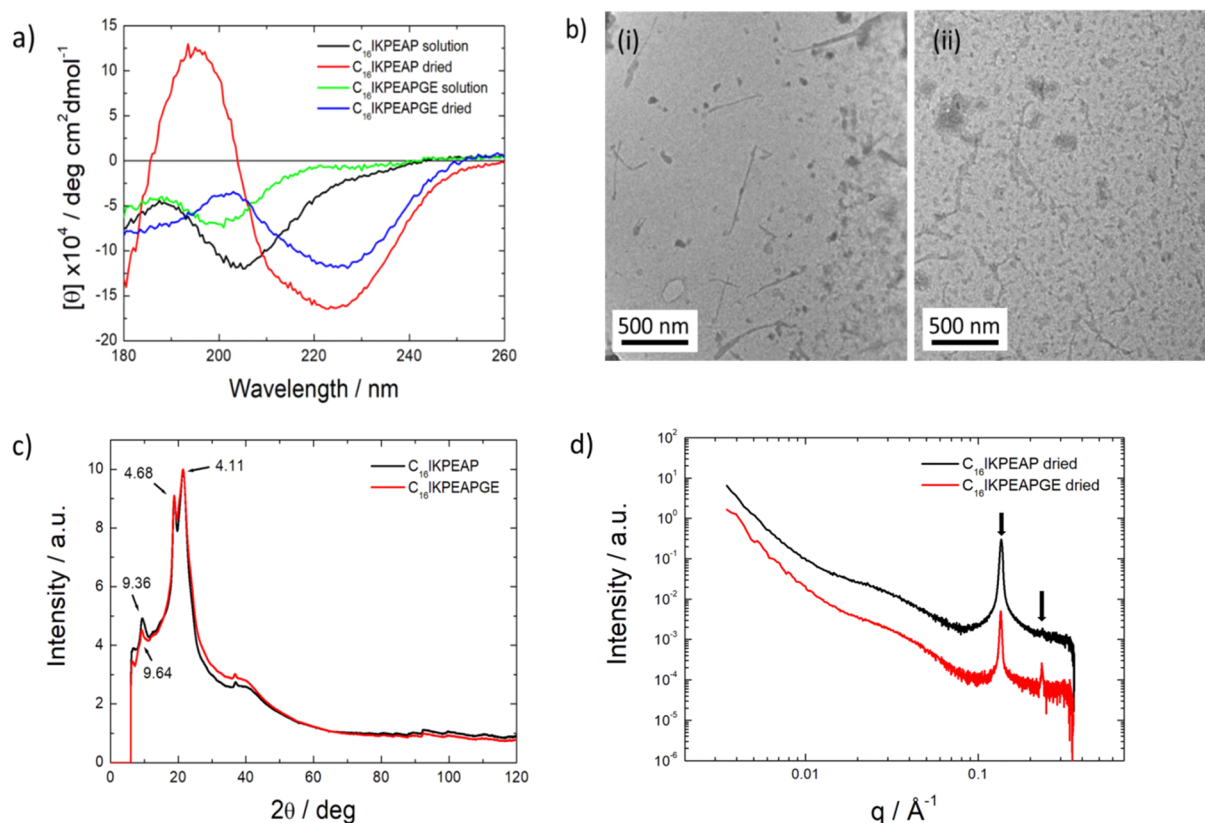 a)
15
10
5
0
-5
-10
-15
-20
180
200
220
240
260
[θ] x10⁴ / deg cm²dmol⁻¹
Wavelength / nm
C₁₆IKPEAP solution
C₁₆IKPEAP dried
C₁₆IKPEAPGE solution
C₁₆IKPEAPGE dried
b)
(i)
500 nm
(ii)
500 nm
c)
10
8
6
4
2
0
0
20
40
60
80
100
120
Intensity / a.u.
2θ / deg
4.68
4.11
9.36
9.64
C₁₆IKPEAP
C₁₆IKPEAPGE
d)
10²
10¹
10⁰
10⁻¹
10⁻²
10⁻³
10⁻⁴
10⁻⁵
10⁻⁶
0.01
0.1
Intensity / a.u.
q / Å⁻¹
C₁₆IKPEAP dried
C₁₆IKPEAPGE dried